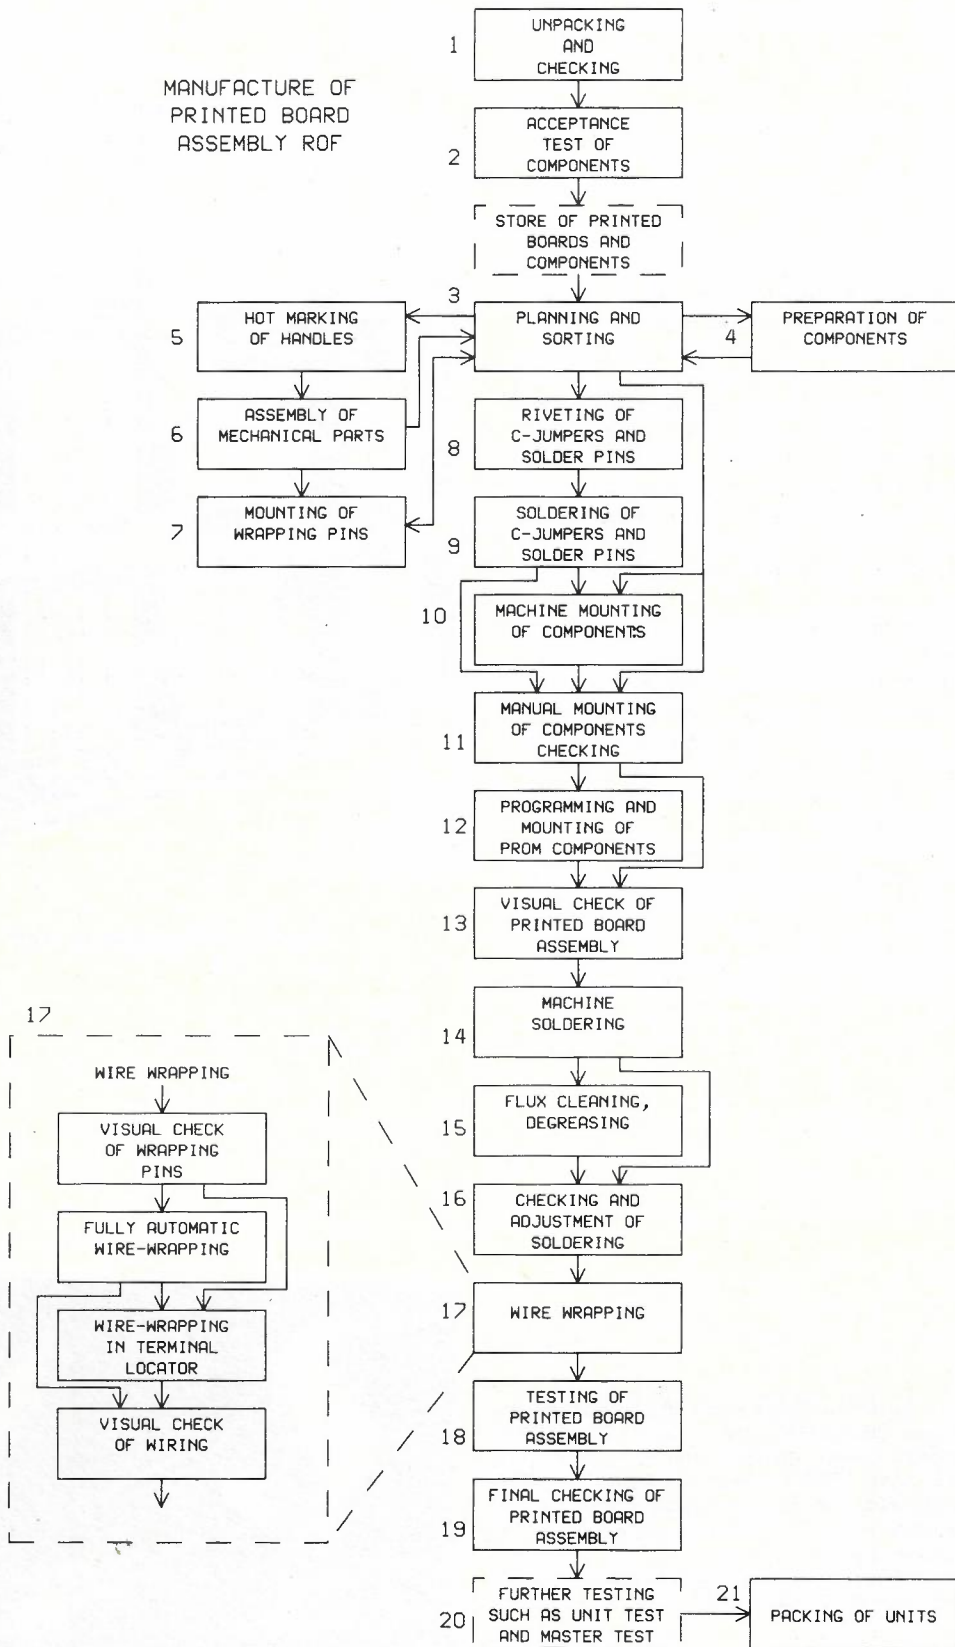 MANUFACTURE OF
PRINTED BOARD
ASSEMBLY ROF
1
UNPACKING
AND
CHECKING
2
ACCEPTANCE
TEST OF
COMPONENTS
STORE OF PRINTED
BOARDS AND
COMPONENTS
3
PLANNING AND
SORTING
4
PREPARATION OF
COMPONENTS
5
HOT MARKING
OF HANDLES
6
ASSEMBLY OF
MECHANICAL PARTS
7
MOUNTING OF
WRAPPING PINS
8
RIVETING OF
C-JUMPERS AND
SOLDER PINS
9
SOLDERING OF
C-JUMPERS AND
SOLDER PINS
10
MACHINE MOUNTING
OF COMPONENTS
11
MANUAL MOUNTING
OF COMPONENTS
CHECKING
12
PROGRAMMING AND
MOUNTING OF
PROM COMPONENTS
13
VISUAL CHECK OF
PRINTED BOARD
ASSEMBLY
14
MACHINE
SOLDERING
15
FLUX CLEANING,
DEGREASING
16
CHECKING AND
ADJUSTMENT OF
SOLDERING
17
WIRE WRAPPING
17
WIRE WRAPPING
VISUAL CHECK
OF WRAPPING
PINS
FULLY AUTOMATIC
WIRE-WRAPPING
WIRE-WRAPPING
IN TERMINAL
LOCATOR
VISUAL CHECK
OF WIRING
18
TESTING OF
PRINTED BOARD
ASSEMBLY
19
FINAL CHECKING OF
PRINTED BOARD
ASSEMBLY
20
FURTHER TESTING
SUCH AS UNIT TEST
AND MASTER TEST
21
PACKING OF UNITS